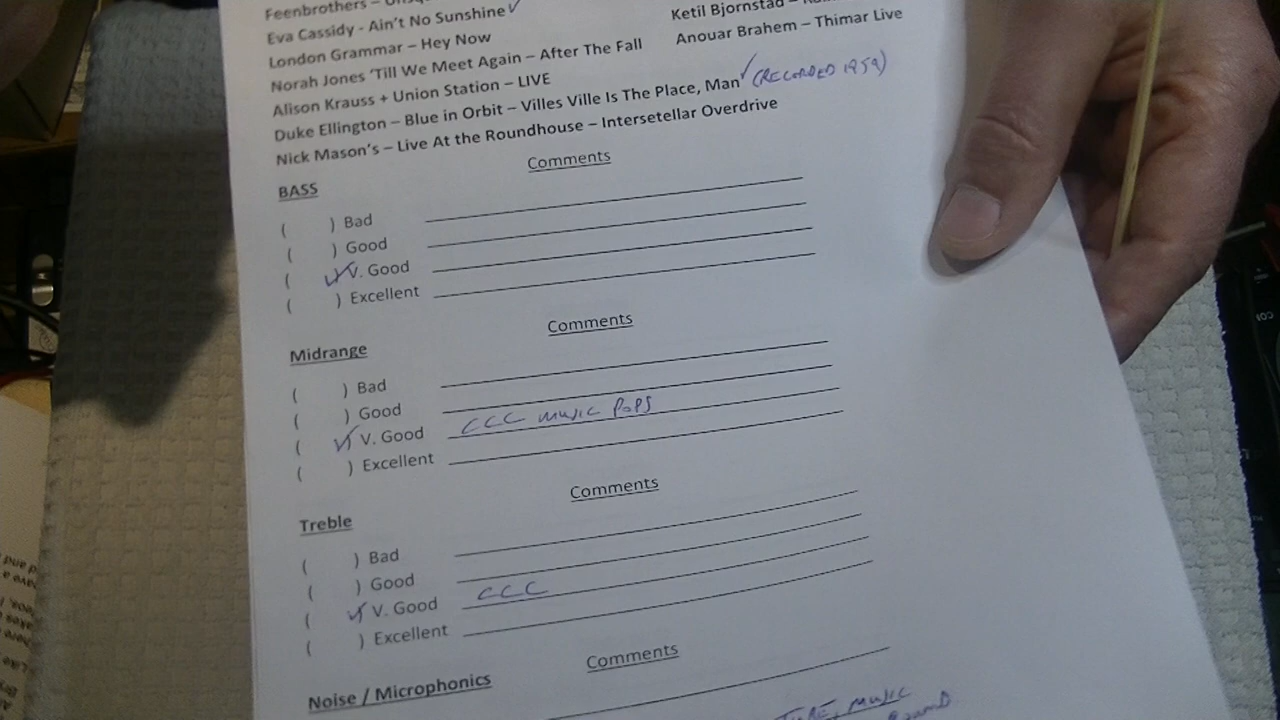 Feenbrothers –
Eva Cassidy - Ain't No Sunshine ✓
London Grammar – Hey Now
Norah Jones 'Till We Meet Again – After The Fall
Alison Krauss + Union Station – LIVE
Duke Ellington – Blue in Orbit – Villes Ville Is The Place, Man ✓ (RECORDED 1959)
Nick Mason's – Live At the Roundhouse – Intersetellar Overdrive
Ketil Bjornstad –
Anouar Brahem – Thimar Live
Comments
BASS
( ) Bad
( ) Good
( ✓) V. Good
( ) Excellent
Comments
Midrange
( ) Bad
( ) Good
( ✓) V. Good CCC MUSIC POPS
( ) Excellent
Comments
Treble
( ) Bad
( ) Good
( ✓) V. Good CCC
( ) Excellent
Comments
Noise / Microphonics
MUSIC